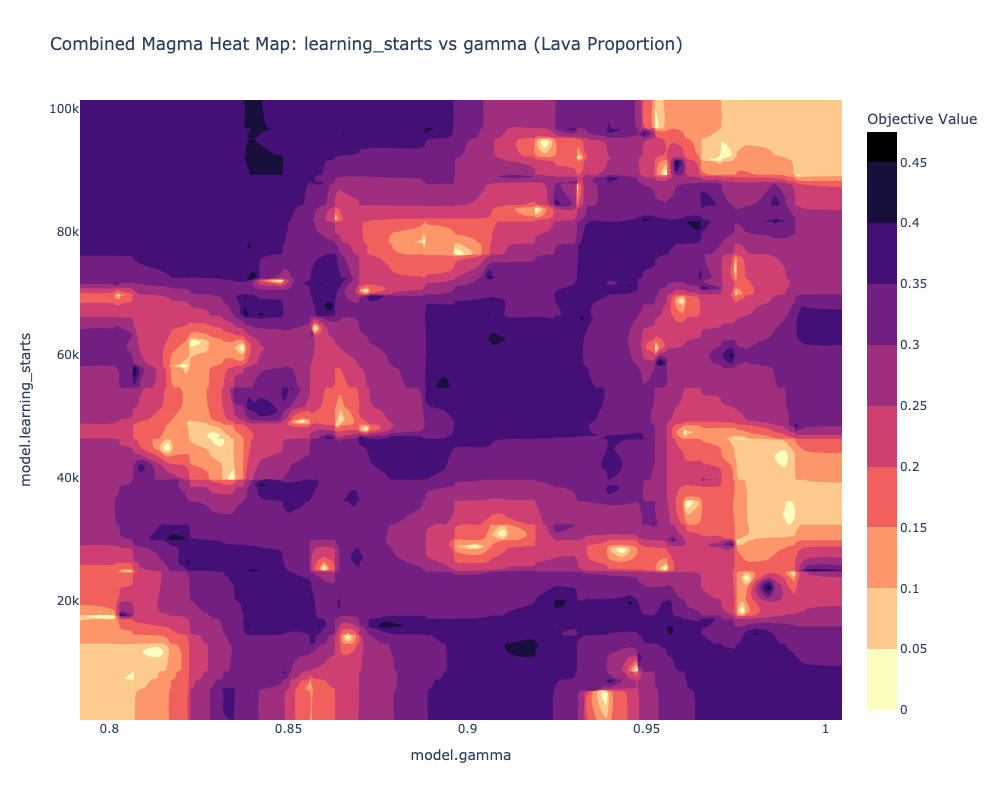 Combined Magma Heat Map: learning_starts vs gamma (Lava Proportion)
Objective Value
100k
80k
60k
40k
20k
model.learning_starts
0.8
0.85
0.9
0.95
1
model.gamma
0.45
0.4
0.35
0.3
0.25
0.2
0.15
0.1
0.05
0